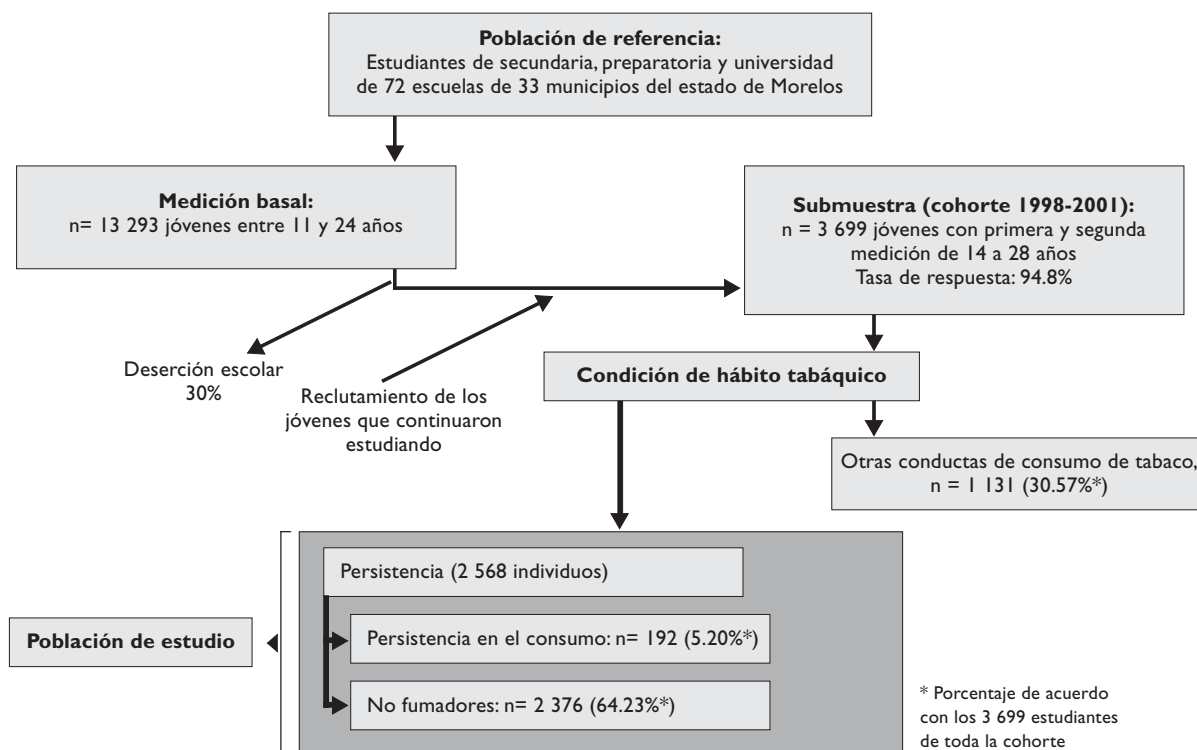 Población de referencia:
Estudiantes de secundaria, preparatoria y universidad
de 72 escuelas de 33 municipios del estado de Morelos
Medición basal:
n= 13 293 jóvenes entre 11 y 24 años
Submuestra (cohorte 1998-2001):
n = 3 699 jóvenes con primera y segunda
medición de 14 a 28 años
Tasa de respuesta: 94.8%
Deserción escolar
30%
Reclutamiento de los
jóvenes que continuaron
estudiando
Condición de hábito tabáquico
Otras conductas de consumo de tabaco,
n = 1 131 (30.57%*)
Persistencia (2 568 individuos)
Población de estudio
Persistencia en el consumo: n= 192 (5.20%*)
No fumadores: n= 2 376 (64.23%*)
* Porcentaje de acuerdo
con los 3 699 estudiantes
de toda la cohorte